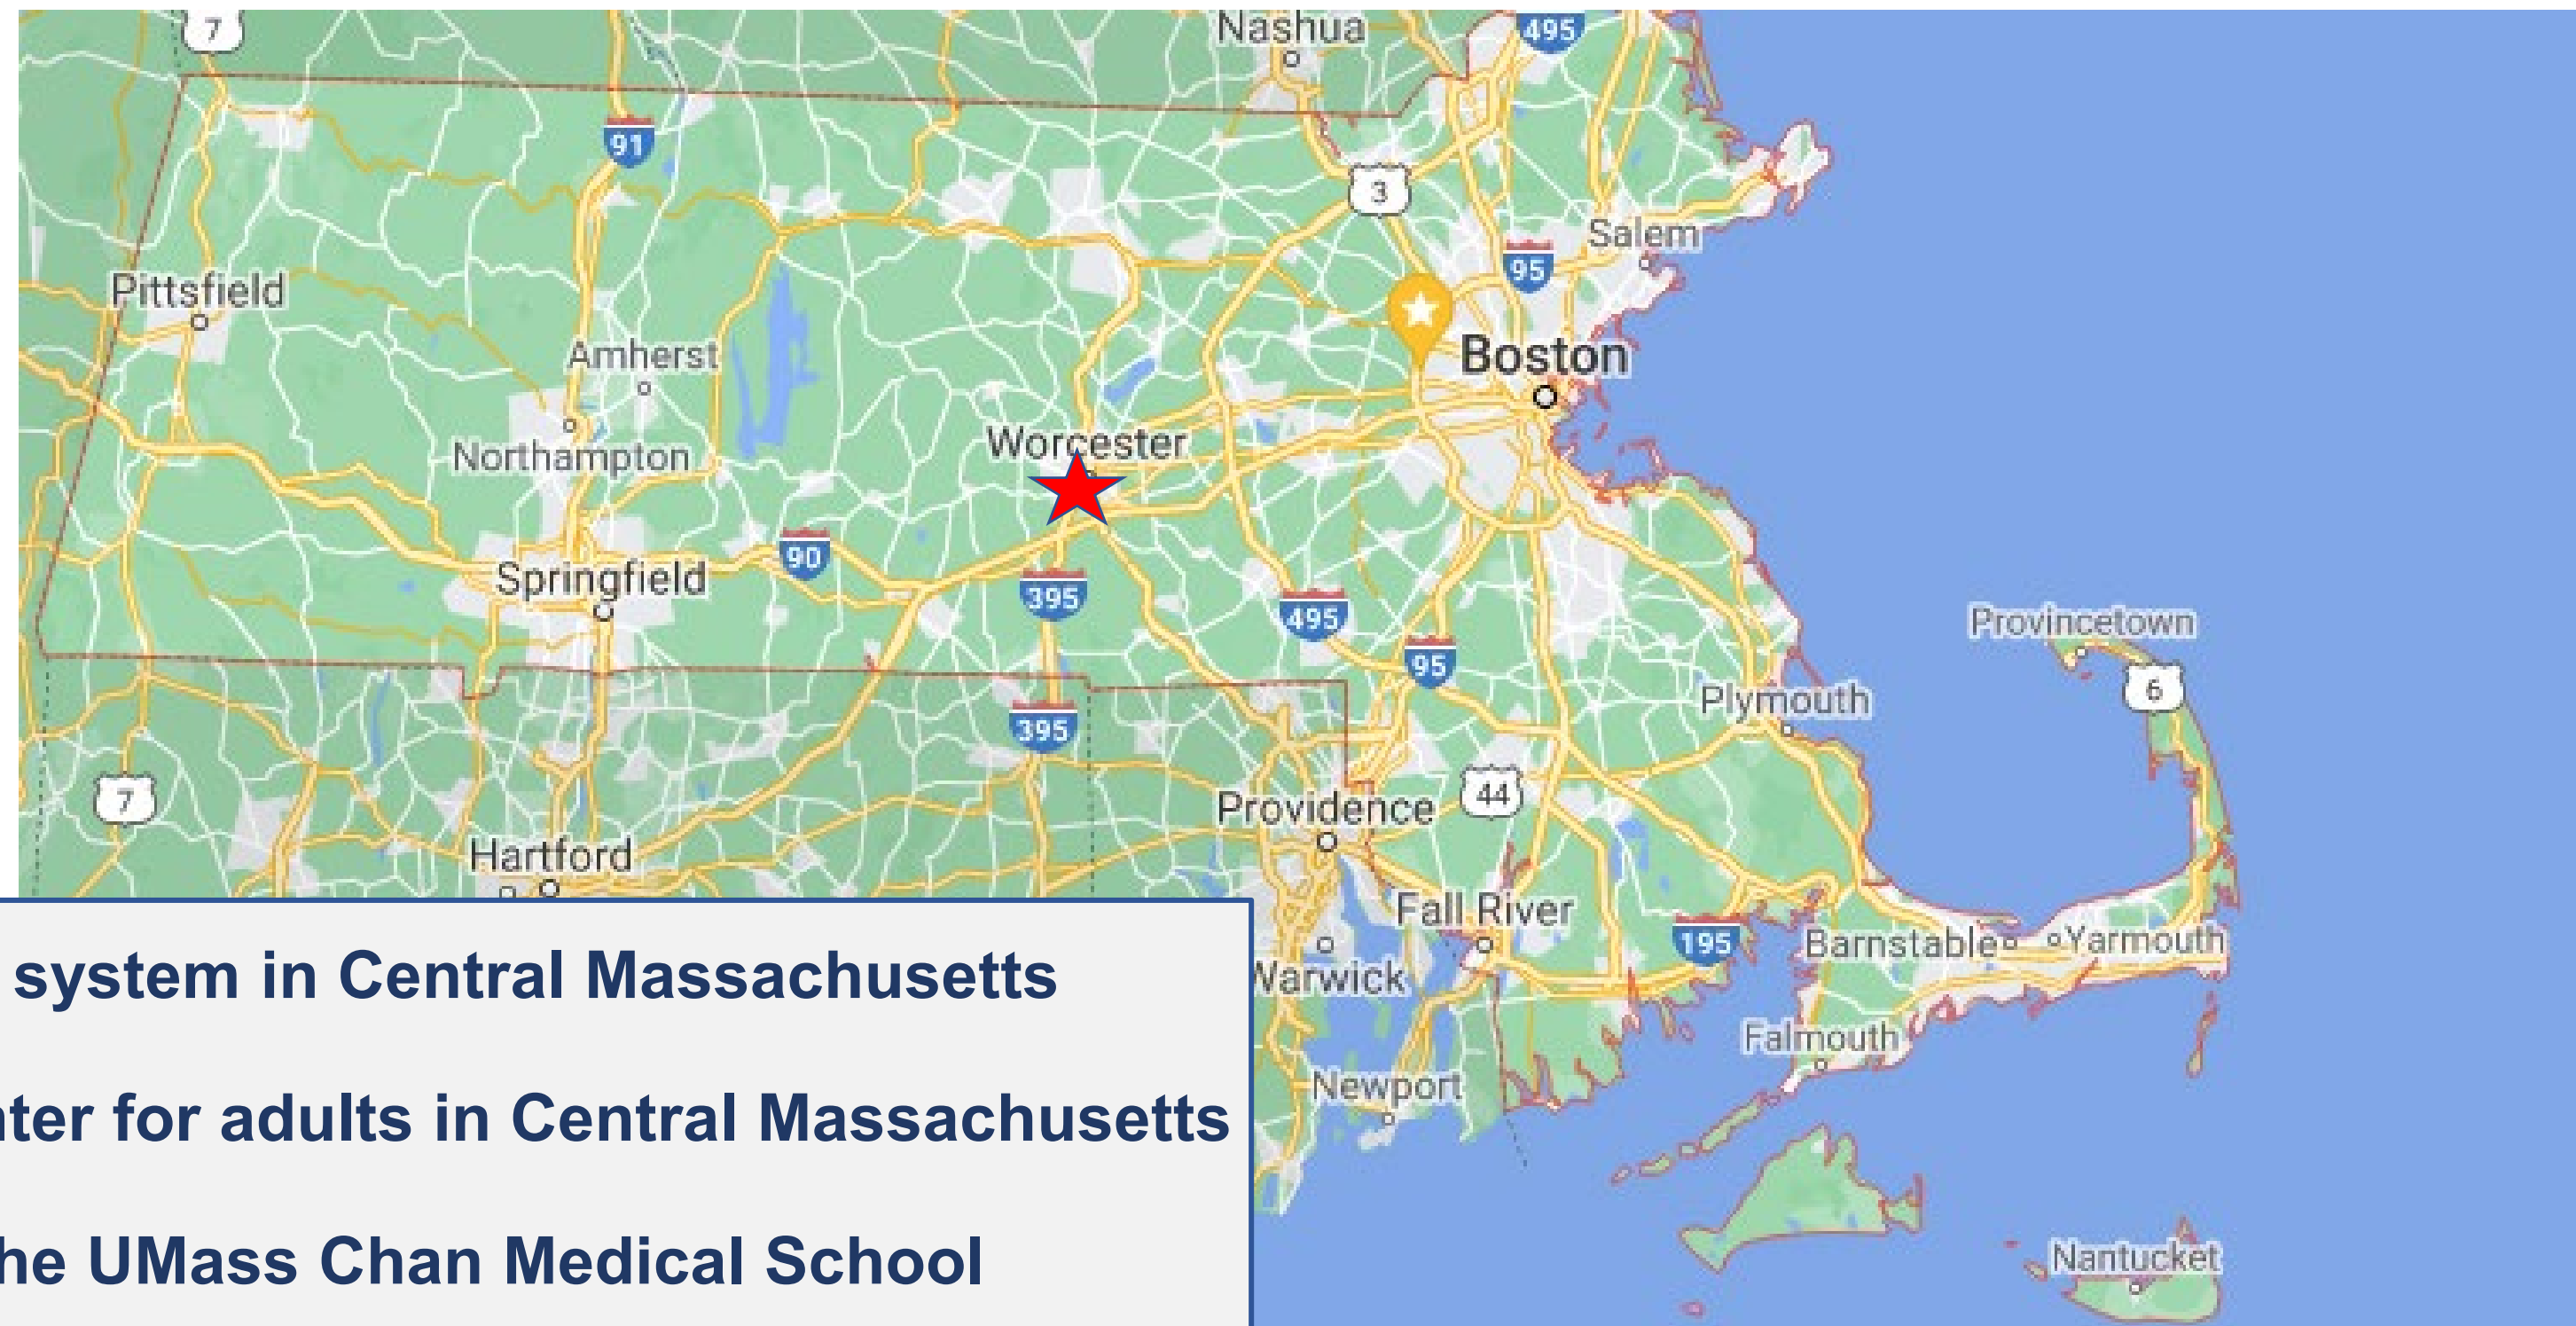 7
Nashua
495
91
3
Salem
95
Pittsfield
Boston
Amherst
Worcester
Northampton
90
Springfield
395
495
Provincetown
95
6
Plymouth
395
7
44
Providence
Hartford
Fall River
195
Barnstable
Yarmouth
Warwick
system in Central Massachusetts
Falmouth
Newport
for adults in Central Massachusetts
UMass Chan Medical School
Nantucket